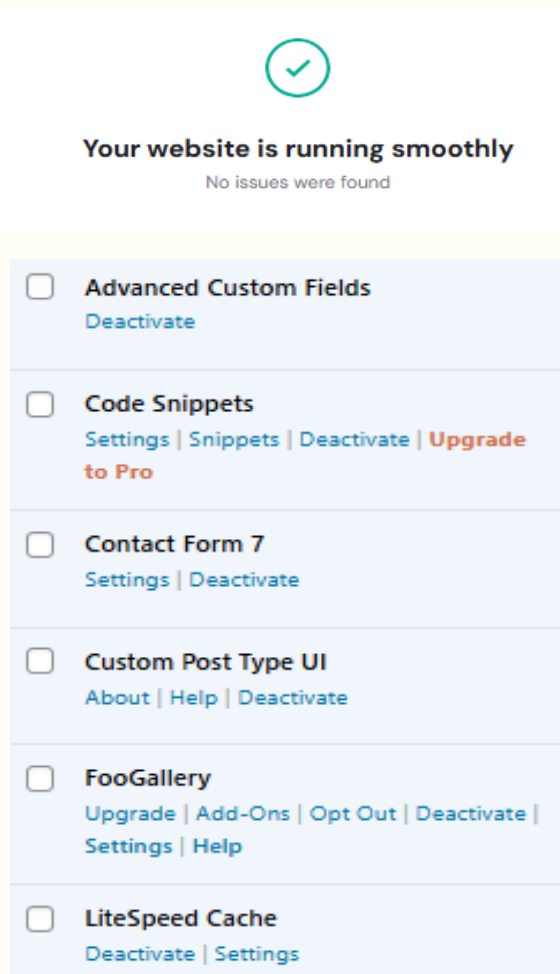 Your website is running smoothly
No issues were found
Advanced Custom Fields
Deactivate
Code Snippets
Settings | Snippets | Deactivate | Upgrade
to Pro
Contact Form 7
Settings | Deactivate
Custom Post Type UI
About | Help | Deactivate
FooGallery
Upgrade | Add-Ons | Opt Out | Deactivate |
Settings | Help
LiteSpeed Cache
Deactivate | Settings